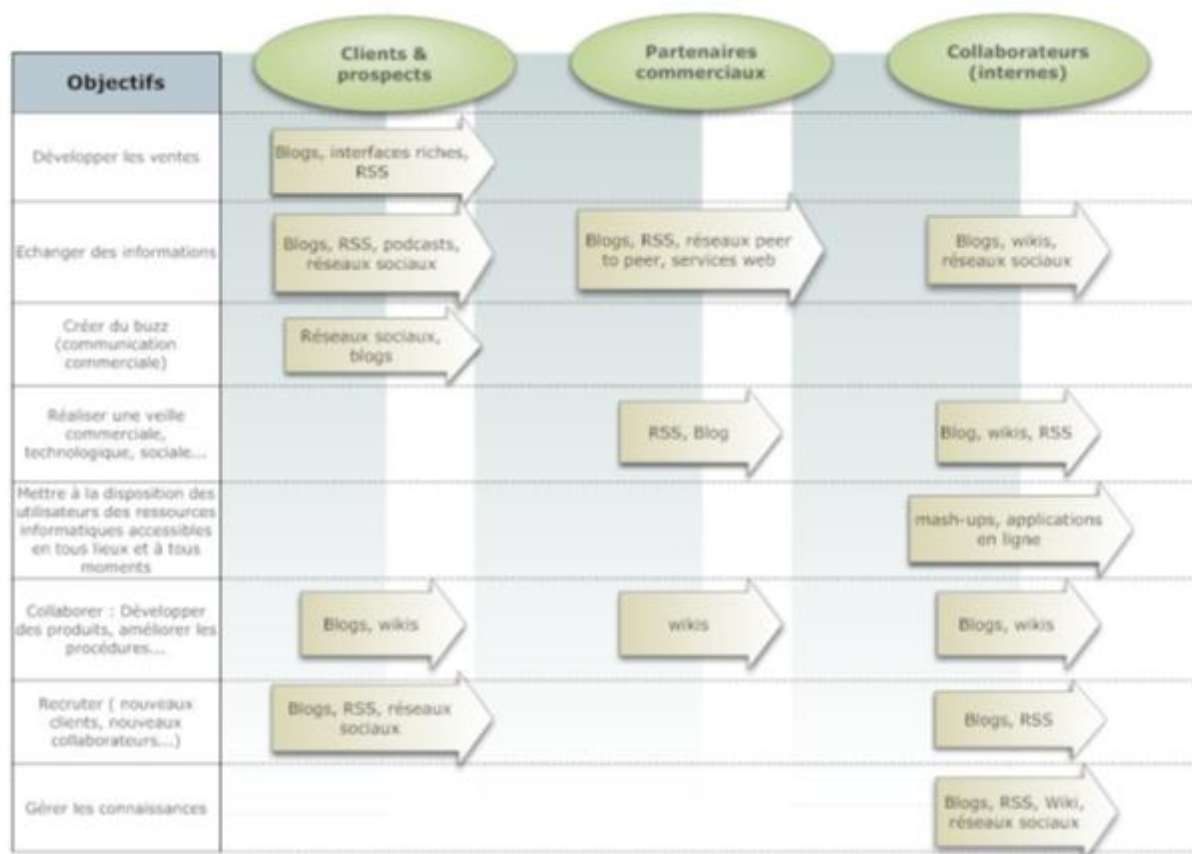 Clients &
prospects
Partenaires
commerciaux
Collaborateurs
(internes)
Objectifs
Développer les ventes
Blogs, interfaces riches,
RSS
Echanger des informations
Blogs, RSS, podcasts,
réseaux sociaux
Blogs, RSS, réseaux peer
to peer, services web
Blogs, wikis,
réseaux sociaux
Créer du buzz
(communication
commerciale)
Réseaux sociaux,
blogs
Réaliser une veille
commerciale,
technologique, sociale...
RSS, Blog
Blog, wikis, RSS
Mettre à la disposition des
utilisateurs des ressources
informatiques accessibles
en tous lieux et à tous
moments
mash-ups, applications
en ligne
Collaborer : Développer
des produits, améliorer les
procédures...
Blogs, wikis
wikis
Blogs, wikis
Recruter ( nouveaux
clients, nouveaux
collaborateurs...)
Blogs, RSS, réseaux
sociaux
Blogs, RSS
Gérer les connaissances
Blogs, RSS, Wiki,
réseaux sociaux